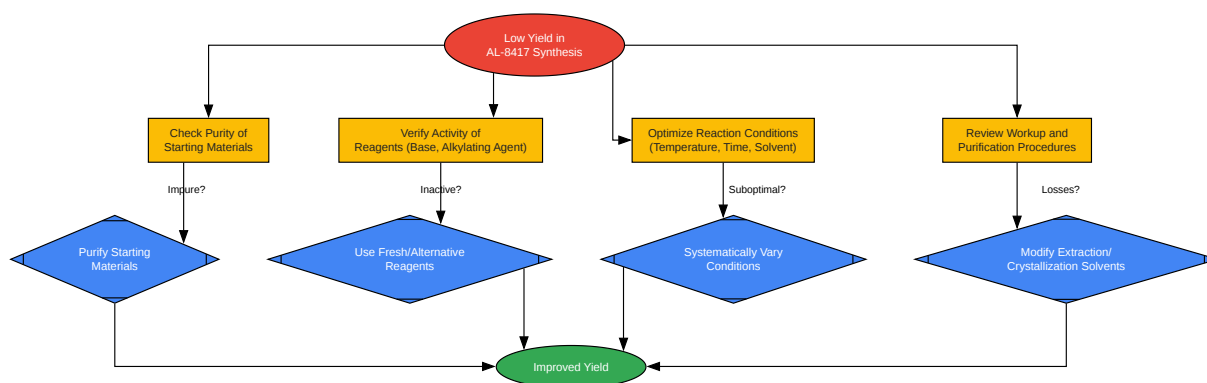 Low Yield in
AL-8417 Synthesis
Check Purity of
Starting Materials
Verify Activity of
Reagents (Base, Alkylating Agent)
Optimize Reaction Conditions
(Temperature, Time, Solvent)
Review Workup and
Purification Procedures
Impure?
Inactive?
Suboptimal?
Losses?
Purify Starting
Materials
Use Fresh/Alternative
Reagents
Systematically Vary
Conditions
Modify Extraction/
Crystallization Solvents
Improved Yield